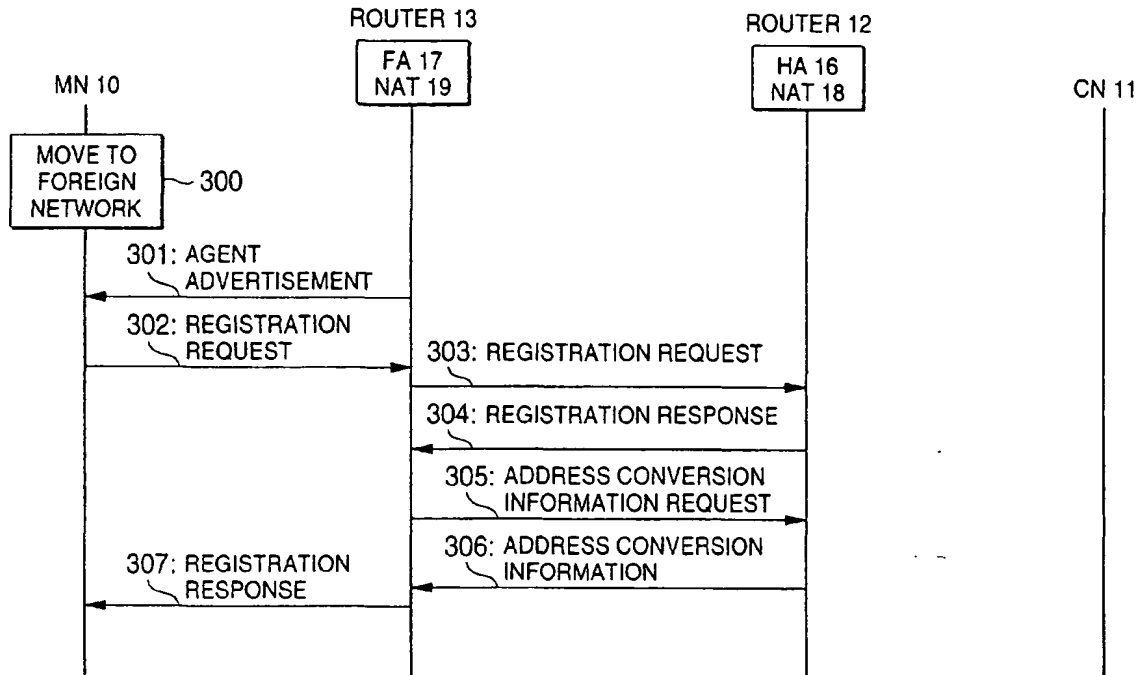 ROUTER 13
ROUTER 12
FA 17
NAT 19
HA 16
NAT 18
MN 10
CN 11
MOVE TO
FOREIGN
NETWORK
300
301: AGENT
ADVERTISEMENT
302: REGISTRATION
REQUEST
303: REGISTRATION REQUEST
304: REGISTRATION RESPONSE
305: ADDRESS CONVERSION
INFORMATION REQUEST
306: ADDRESS CONVERSION
INFORMATION
307: REGISTRATION
RESPONSE